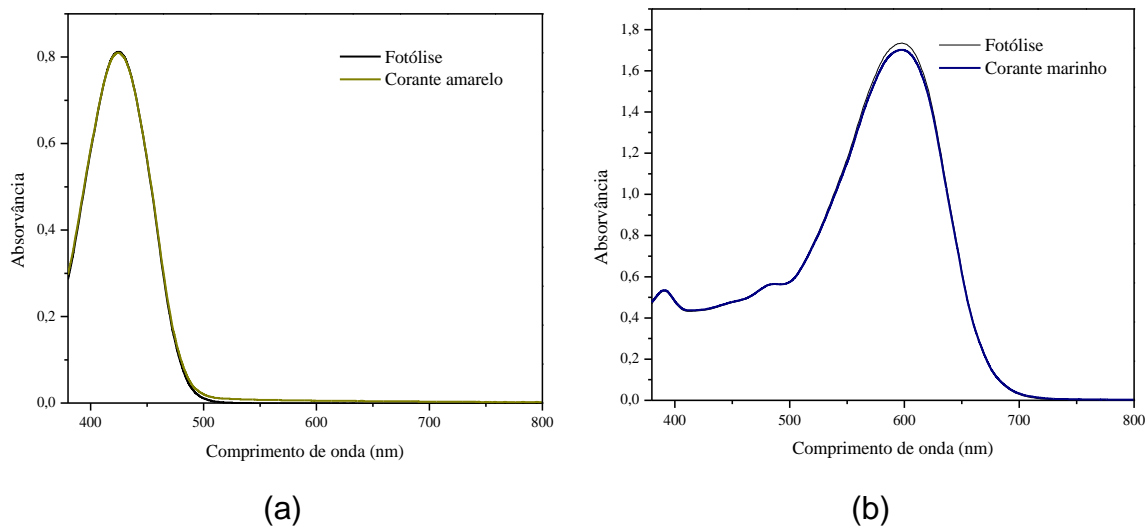 0,8
0,6
0,4
0,2
0,0
400
500
600
700
800
Absorvância
Comprimento de onda (nm)
Fotólise
Corante amarelo
(a)
1,8
1,6
1,4
1,2
1,0
0,8
0,6
0,4
0,2
0,0
400
500
600
700
800
Absorvância
Comprimento de onda (nm)
Fotólise
Corante marinho
(b)